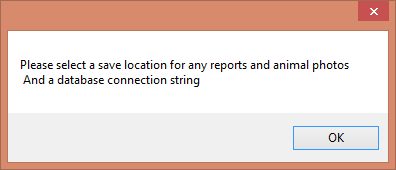 Please select a save location for any reports and animal photos
And a database connection string
OK